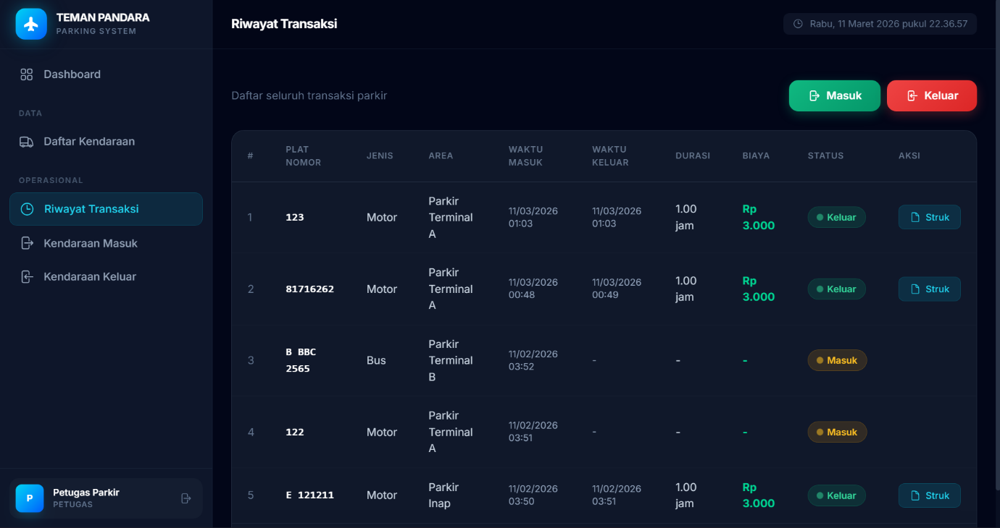 TEMAN PANDARA
PARKING SYSTEM
Dashboard
DATA
Daftar Kendaraan
OPERASIONAL
Riwayat Transaksi
Kendaraan Masuk
Kendaraan Keluar
P
Petugas Parkir
PETUGAS
Riwayat Transaksi
Rabu, 11 Maret 2026 pukul 22.36.57
Daftar seluruh transaksi parkir
Masuk
Keluar
# PLAT NOMOR JENIS AREA WAKTU MASUK WAKTU KELUAR DURASI BIAYA STATUS AKSI
1 123 Motor Parkir Terminal A 11/03/2026 01:03 11/03/2026 01:03 1.00 jam Rp 3.000 Keluar Struk
2 81716262 Motor Parkir Terminal A 11/03/2026 00:48 11/03/2026 00:49 1.00 jam Rp 3.000 Keluar Struk
3 B BBC 2565 Bus Parkir Terminal B 11/02/2026 03:52 - - - Masuk
4 122 Motor Parkir Terminal A 11/02/2026 03:51 - - - Masuk
5 E 121211 Motor Parkir Inap 11/02/2026 03:50 11/02/2026 03:51 1.00 jam Rp 3.000 Keluar Struk